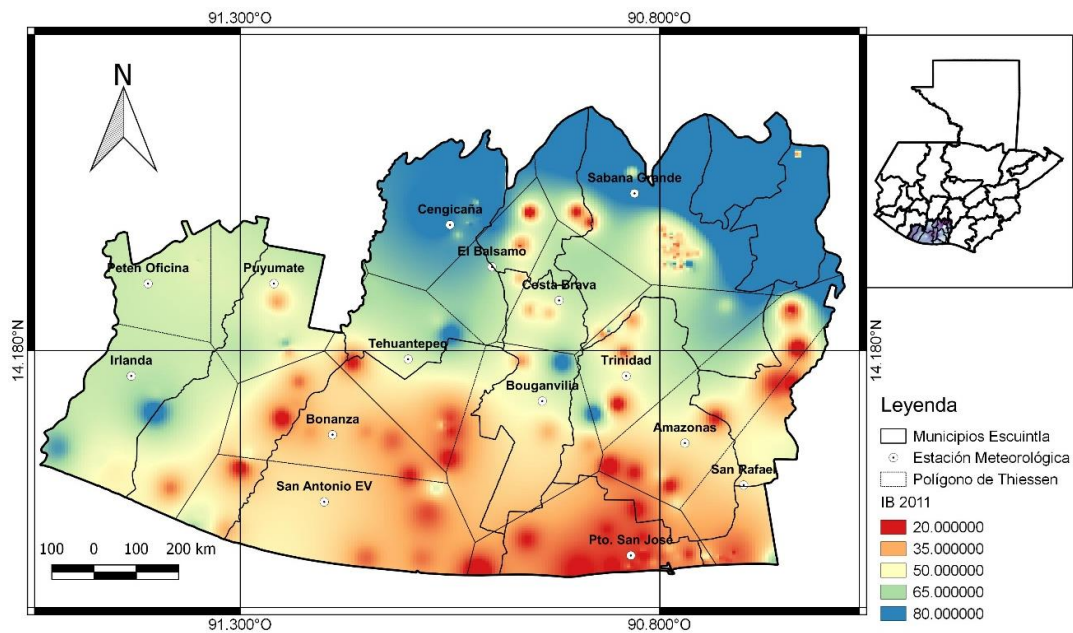 91.300°O
90.800°O
N
Sabana Grande
Cengicaña
El Balsamo
Peten Oficina
Puyumate
Costa Brava
14.180°N
14.180°N
Tehuantepeq
Irlanda
Trinidad
Bouganvilia
Bonanza
Amazonas
San Rafael
San Antonio EV
Pto. San José
100 0 100 200 km
91.300°O
90.800°O
Leyenda
Municipios Escuintla
Estación Meteorológica
Polígono de Thiessen
IB 2011
20.000000
35.000000
50.000000
65.000000
80.000000